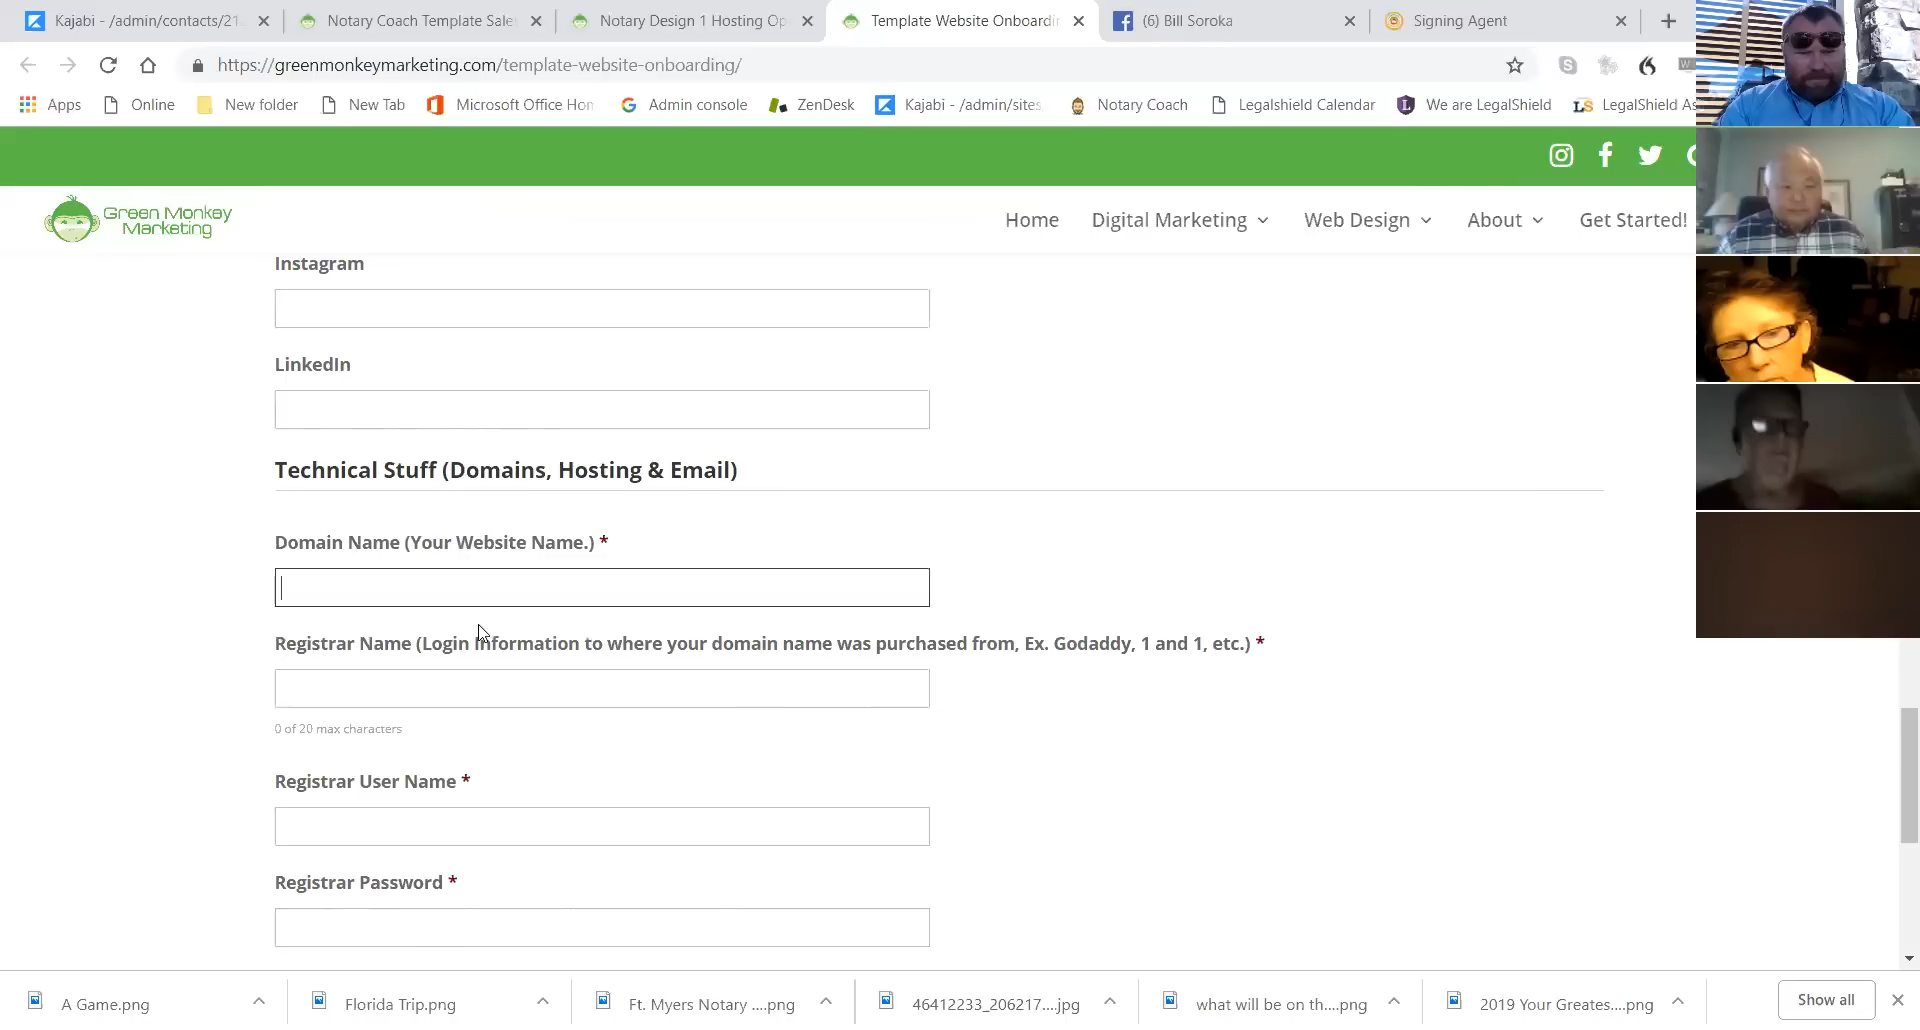 Kajabi - /admin/contacts/21
Notary Coach Template Sale
Notary Design 1 Hosting Op
Template Website Onboardin
(6) Bill Soroka
Signing Agent
https://greenmonkeymarketing.com/template-website-onboarding/
Apps
Online
New folder
New Tab
Microsoft Office Hom
Admin console
ZenDesk
Kajabi - /admin/sites
Notary Coach
Legalshield Calendar
We are LegalShield
LegalShield As
Green Monkey
Marketing
Home
Digital Marketing
Web Design
About
Get Started!
Instagram
LinkedIn
Technical Stuff (Domains, Hosting & Email)
Domain Name (Your Website Name.) *
Registrar Name (Login Information to where your domain name was purchased from, Ex. Godaddy, 1 and 1, etc.) *
0 of 20 max characters
Registrar User Name *
Registrar Password *
A Game.png
Florida Trip.png
Ft. Myers Notary ....png
46412233_206217....jpg
what will be on th....png
2019 Your Greates....png
Show all